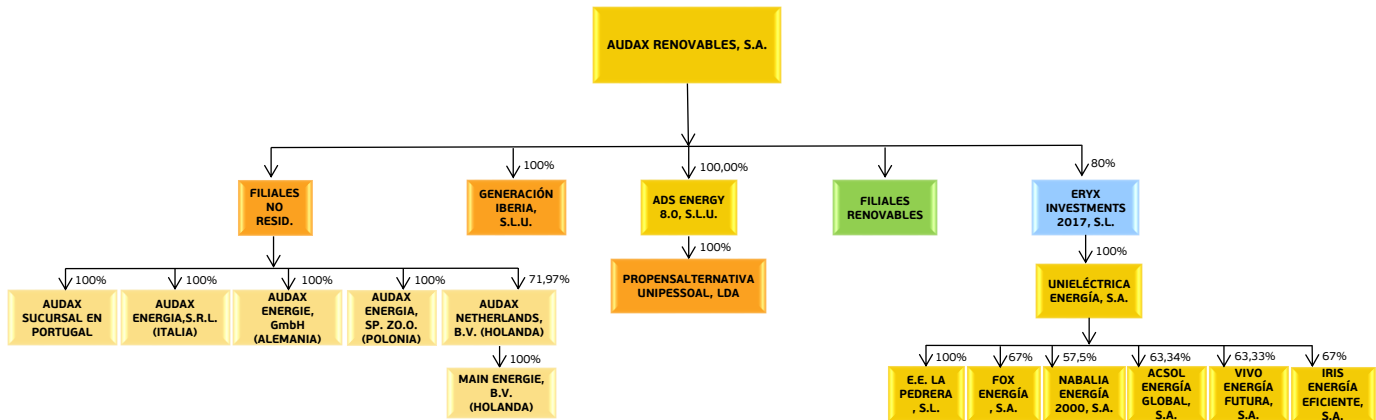 AUDAX RENOVABLES, S.A.
100%
100,00%
80%
FILIALES
NO
RESID.
GENERACIÓN
IBERIA,
S.L.U.
ADS ENERGY
8.0, S.L.U.
FILIALES
RENOVABLES
ERYX
INVESTMENTS
2017, S.L.
100%
100%
PROPENSALTERNATIVA
UNIPESSOAL, LDA
UNIELÉCTRICA
ENERGÍA, S.A.
100%
100%
100%
100%
71,97%
AUDAX
SUCURSAL EN
PORTUGAL
AUDAX
ENERGIA,S.R.L.
(ITALIA)
AUDAX
ENERGIE,
GmbH
(ALEMANIA)
AUDAX
ENERGIA,
SP. ZO.O.
(POLONIA)
AUDAX
NETHERLANDS,
B.V. (HOLANDA)
100%
MAIN ENERGIE,
B.V.
(HOLANDA)
100%
67%
57,5%
63,34%
63,33%
67%
E.E. LA
PEDRERA
, S.L.
FOX
ENERGÍA
, S.A.
NABALIA
ENERGÍA
2000, S.A.
ACSOL
ENERGÍA
GLOBAL,
S.A.
VIVO
ENERGÍA
FUTURA,
S.A.
IRIS
ENERGÍA
EFICIENTE,
S.A.